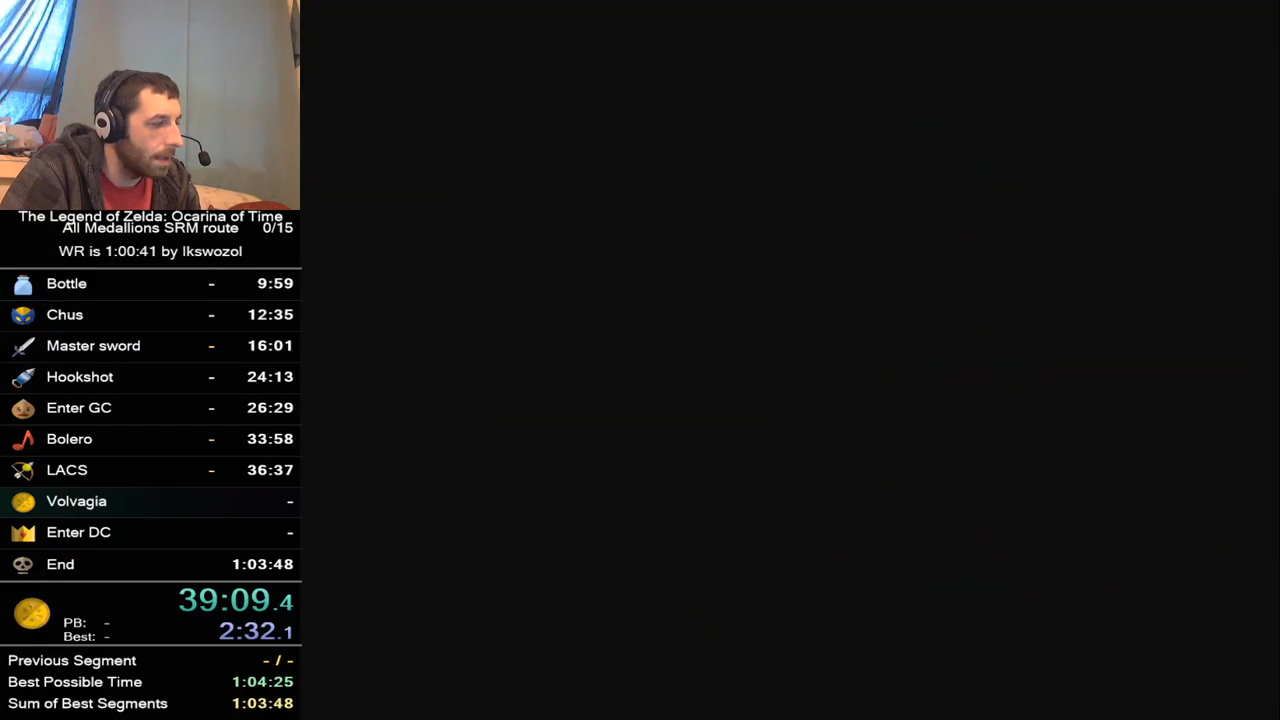 The Legend of Zelda: Ocarina of Time
All Medallions SRM route 0/15
WR is 1:00:41 by lkswozol
Bottle - 9:59
Chus - 12:35
Master sword - 16:01
Hookshot - 24:13
Enter GC - 26:29
Bolero - 33:58
LACS - 36:37
Volvagia -
Enter DC -
End 1:03:48
39:09.4
PB: -
Best: -
2:32.1
Previous Segment - / -
Best Possible Time 1:04:25
Sum of Best Segments 1:03:48